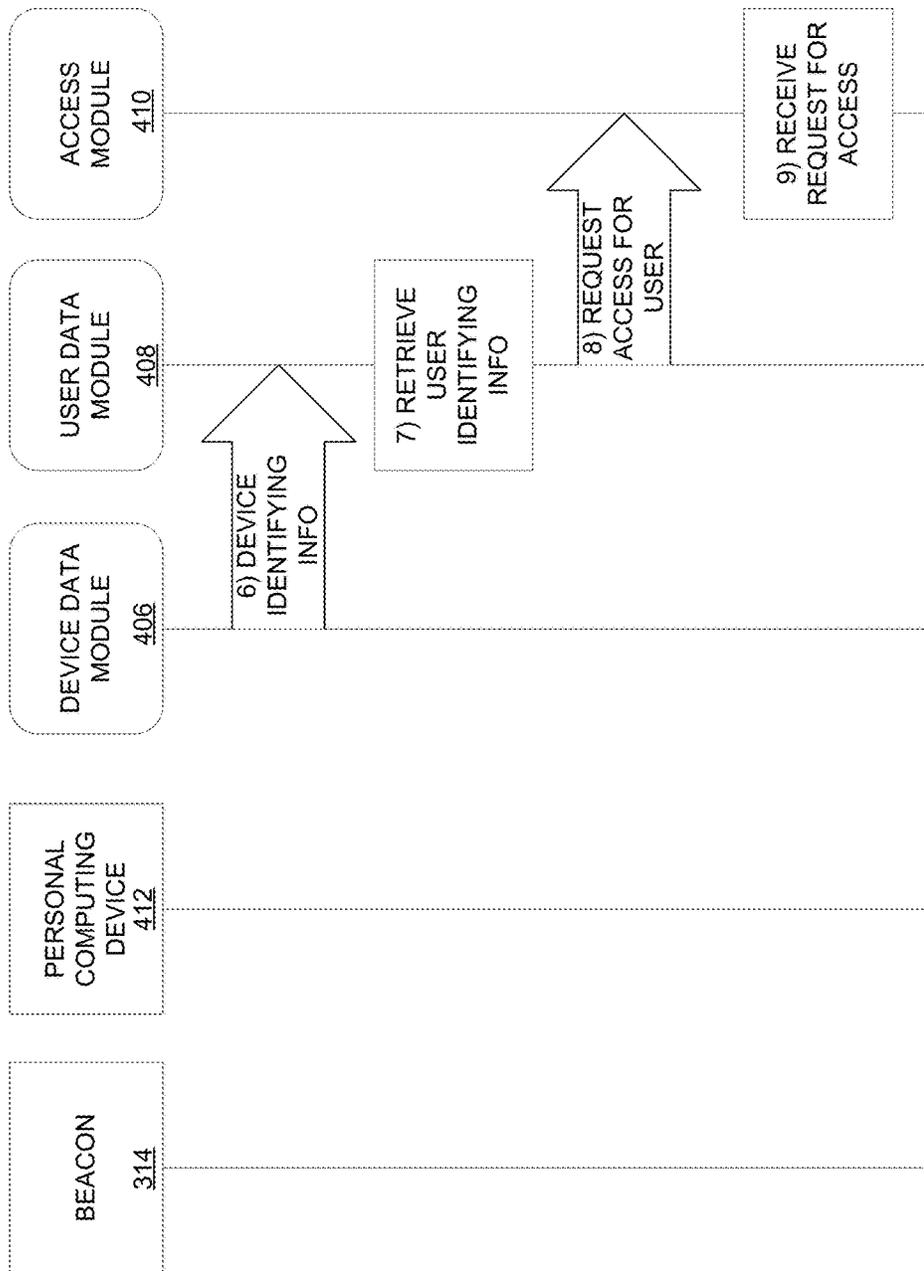 BEACON
314
PERSONAL
COMPUTING
DEVICE
412
DEVICE DATA
MODULE
406
USER DATA
MODULE
408
ACCESS
MODULE
410
6) DEVICE
IDENTIFYING
INFO
7) RETRIEVE
USER
IDENTIFYING
INFO
8) REQUEST
ACCESS FOR
USER
9) RECEIVE
REQUEST FOR
ACCESS